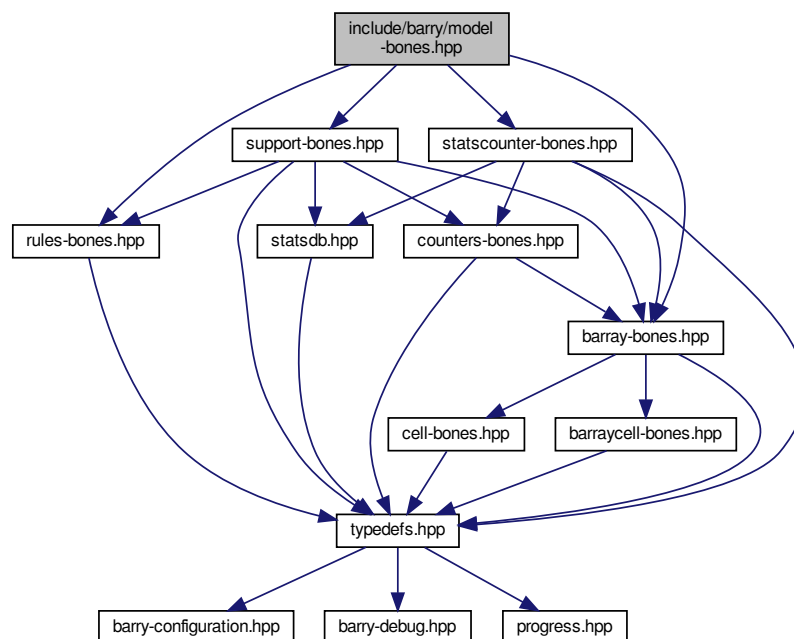 include/barry/model
-bones.hpp
support-bones.hpp
statscounter-bones.hpp
rules-bones.hpp
statsdb.hpp
counters-bones.hpp
barray-bones.hpp
cell-bones.hpp
barraycell-bones.hpp
typedefs.hpp
barry-configuration.hpp
barry-debug.hpp
progress.hpp